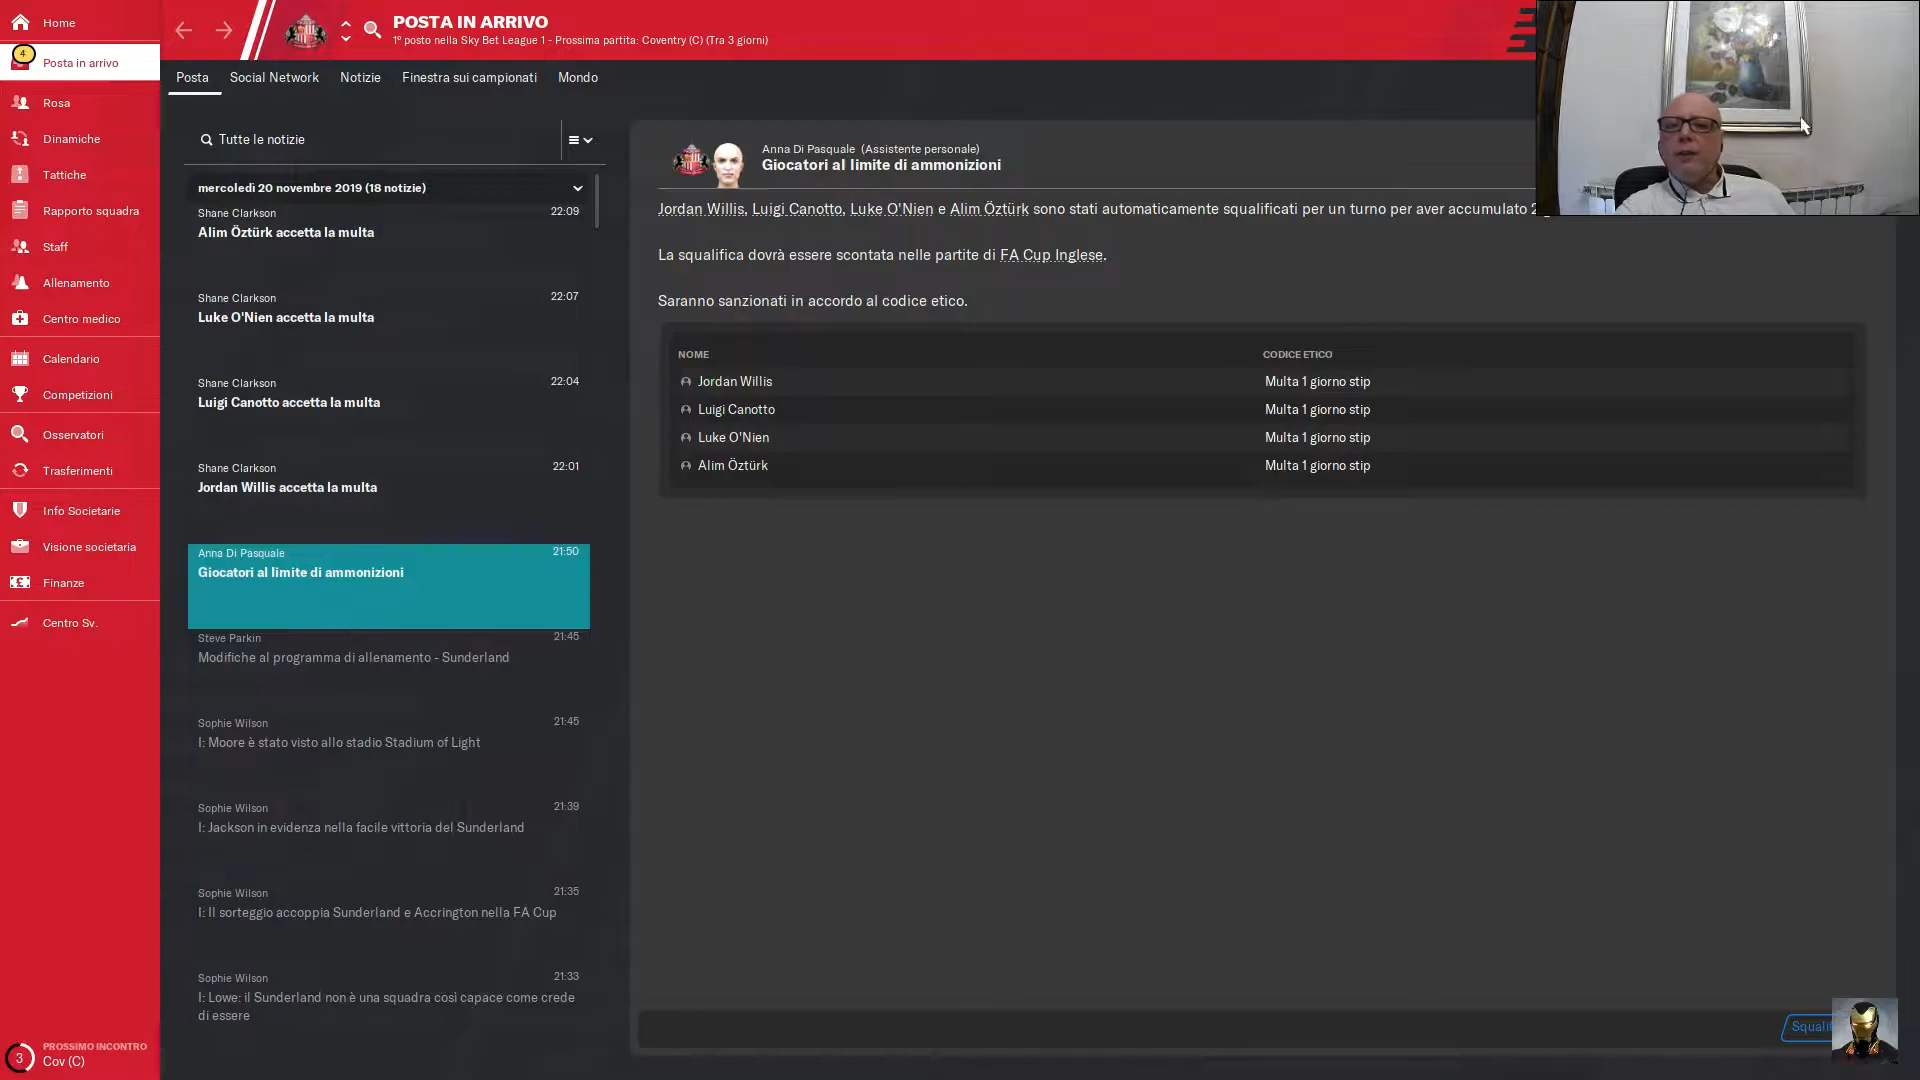 Home
4
Posta in arrivo
Rosa
Dinamiche
Tattiche
Rapporto squadra
Staff
Allenamento
Centro medico
Calendario
Competizioni
Osservatori
Trasferimenti
Info Societarie
Visione societaria
Finanze
Centro Sv.
3
PROSSIMO INCONTRO
Cov (C)
POSTA IN ARRIVO
1º posto nella Sky Bet League 1 - Prossima partita: Coventry (C) (Tra 3 giorni)
Posta Social Network Notizie Finestra sui campionati Mondo
Tutte le notizie
mercoledì 20 novembre 2019 (18 notizie)
Shane Clarkson 22:09
Alim Öztürk accetta la multa
Shane Clarkson 22:07
Luke O'Nien accetta la multa
Shane Clarkson 22:04
Luigi Canotto accetta la multa
Shane Clarkson 22:01
Jordan Willis accetta la multa
Anna Di Pasquale 21:50
Giocatori al limite di ammonizioni
Steve Parkin 21:45
Modifiche al programma di allenamento - Sunderland
Sophie Wilson 21:45
I: Moore è stato visto allo stadio Stadium of Light
Sophie Wilson 21:39
I: Jackson in evidenza nella facile vittoria del Sunderland
Sophie Wilson 21:35
I: Il sorteggio accoppia Sunderland e Accrington nella FA Cup
Sophie Wilson 21:33
I: Lowe: il Sunderland non è una squadra così capace come crede
di essere
Anna Di Pasquale (Assistente personale)
Giocatori al limite di ammonizioni
Jordan Willis, Luigi Canotto, Luke O'Nien e Alim Öztürk sono stati automaticamente squalificati per un turno per aver accumulato 2
La squalifica dovrà essere scontata nelle partite di FA Cup Inglese.
Saranno sanzionati in accordo al codice etico.
NOME CODICE ETICO
Jordan Willis Multa 1 giorno stip
Luigi Canotto Multa 1 giorno stip
Luke O'Nien Multa 1 giorno stip
Alim Öztürk Multa 1 giorno stip